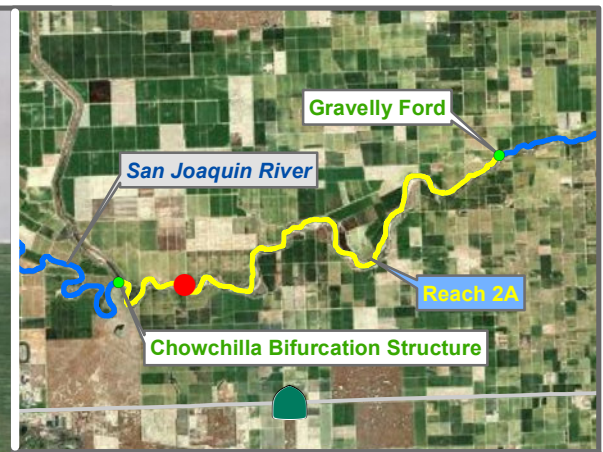 Gravelly Ford
San Joaquin River
Reach 2A
Chowchilla Bifurcation Structure